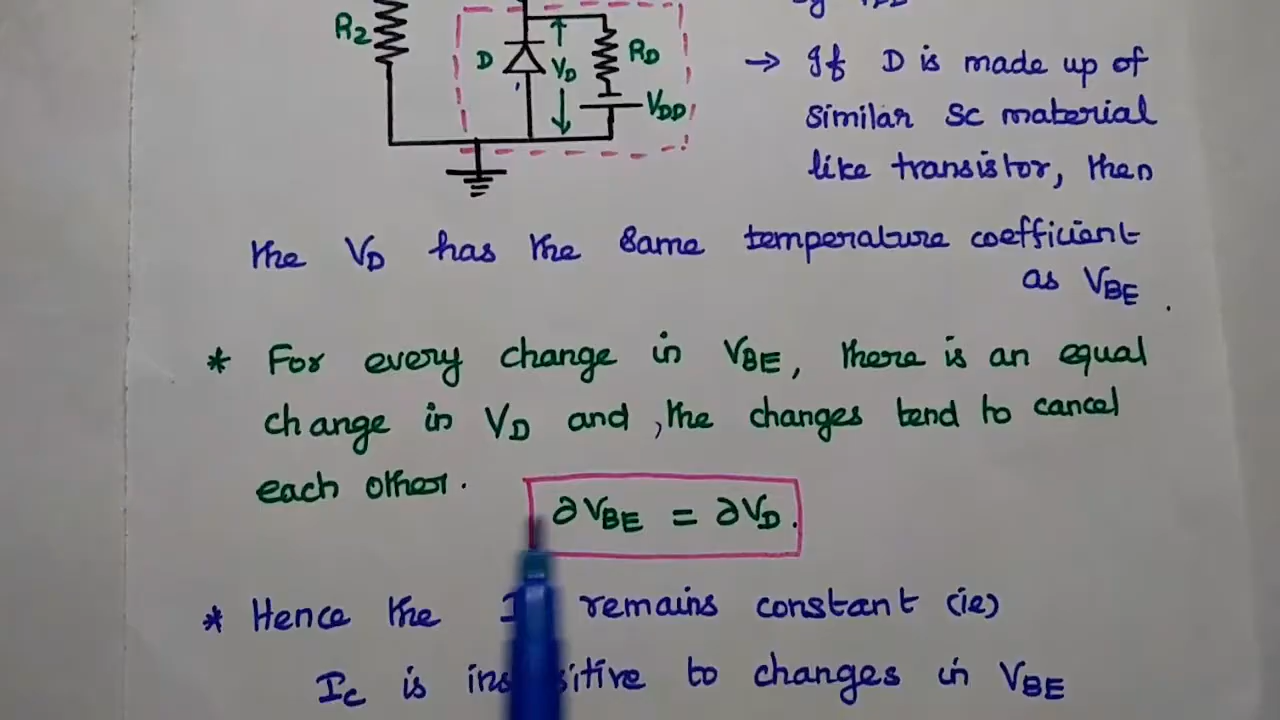 R2
D
VD
RD
VDD
→ If D is made up of
similar SC material
like transistor, then
the VD has the same temperature coefficient
as VBE.
* For every change in VBE, there is an equal
change in VD and, the changes tend to cancel
each other.
∂VBE = ∂VD.
* Hence the remains constant (ie)
IC is to changes in VBE